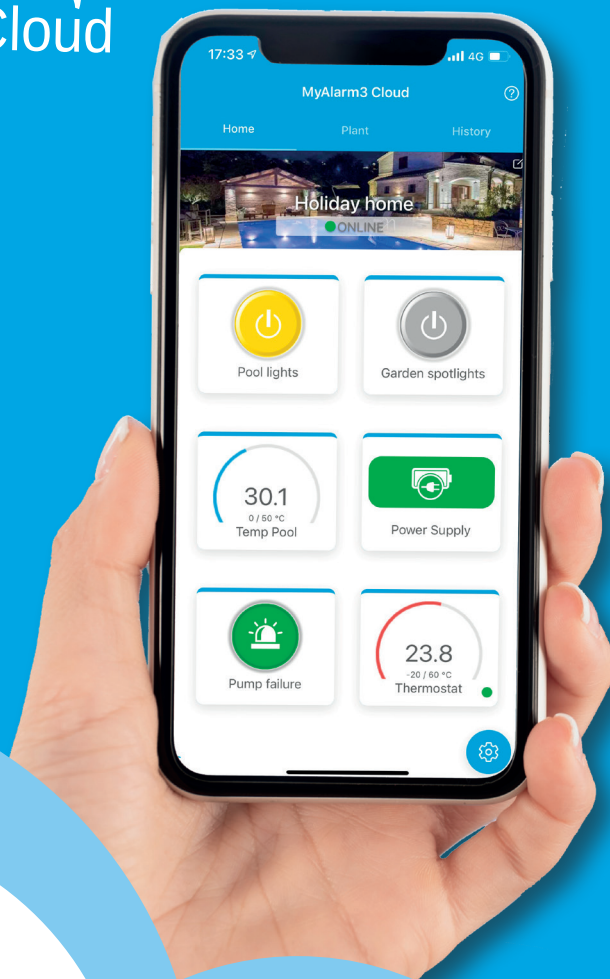 Cloud
17:33
4G
MyAlarm3 Cloud
?
Home Plant History
Holiday home
ONLINE
Pool lights Garden spotlights
30.1
0 / 50 °C
Temp Pool
Power Supply
Pump failure
23.8
-20 / 60 °C
Thermostat